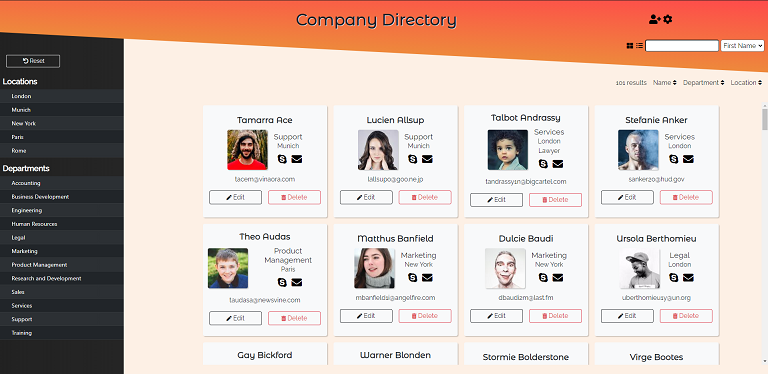 Company Directory
First Name
Reset
101 results Name Department Location
Locations
London
Munich
New York
Paris
Rome
Departments
Accounting
Business Development
Engineering
Human Resources
Legal
Marketing
Product Management
Research and Development
Sales
Services
Support
Training
Tamarra Ace
Support
Munich
tacem@vinaora.com
Edit Delete
Lucien Allsup
Support
Munich
lallsup0@goo.ne.jp
Edit Delete
Talbot Andrassy
Services
London
Lawyer
tandrassy1n@bigcartel.com
Edit Delete
Stefanie Anker
Services
London
sanker20@hud.gov
Edit Delete
Theo Audas
Product
Management
Paris
taudasa@newsvine.com
Edit Delete
Matthus Banfield
Marketing
New York
mbanfield1@angelfire.com
Edit Delete
Dulcie Baudi
Marketing
New York
dbaudi2m@last.fm
Edit Delete
Ursola Berthomieu
Legal
London
uberthomieu1y@un.org
Edit Delete
Gay Bickford
Warner Blonden
Stormie Bolderstone
Virge Bootes